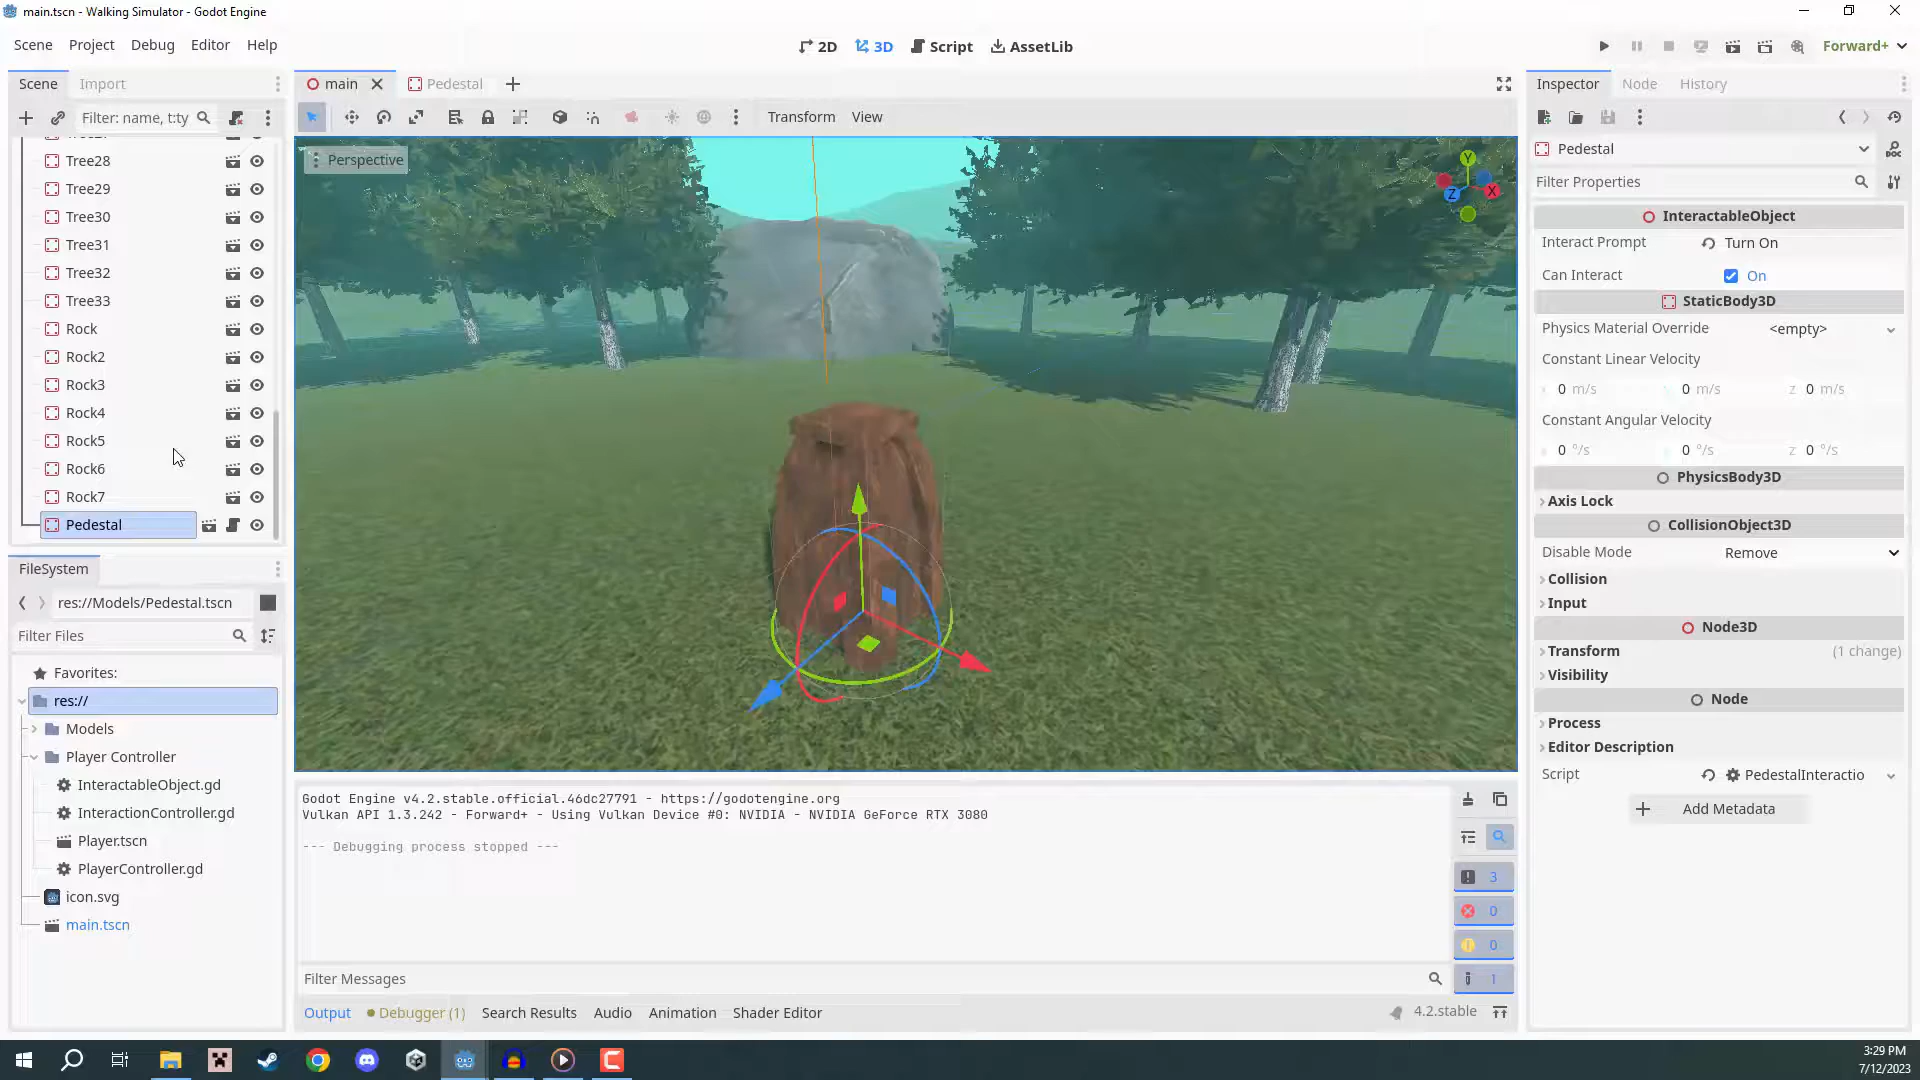 main.tscn - Walking Simulator - Godot Engine
Scene Project Debug Editor Help
2D 3D Script AssetLib
Forward+
Scene Import
main Pedestal
Inspector Node History
Filter: name, t:ty
Transform View
Perspective
Tree28
Tree29
Tree30
Tree31
Tree32
Tree33
Rock
Rock2
Rock3
Rock4
Rock5
Rock6
Rock7
Pedestal
FileSystem
res://Models/Pedestal.tscn
Filter Files
Favorites:
res://
Models
Player Controller
InteractableObject.gd
InteractionController.gd
Player.tscn
PlayerController.gd
icon.svg
main.tscn
Y
X
Z
Godot Engine v4.2.stable.official.46dc27791 - https://godotengine.org
Vulkan API 1.3.242 - Forward+ - Using Vulkan Device #0: NVIDIA - NVIDIA GeForce RTX 3080
--- Debugging process stopped ---
3
0
0
1
Filter Messages
Output Debugger (1) Search Results Audio Animation Shader Editor
4.2.stable
Pedestal
Filter Properties
InteractableObject
Interact Prompt Turn On
Can Interact On
StaticBody3D
Physics Material Override <empty>
Constant Linear Velocity
x 0 m/s y 0 m/s z 0 m/s
Constant Angular Velocity
x 0 °/s y 0 °/s z 0 °/s
PhysicsBody3D
Axis Lock
CollisionObject3D
Disable Mode Remove
Collision
Input
Node3D
Transform (1 change)
Visibility
Node
Process
Editor Description
Script PedestalInteractio
Add Metadata
3:29 PM
7/12/2023